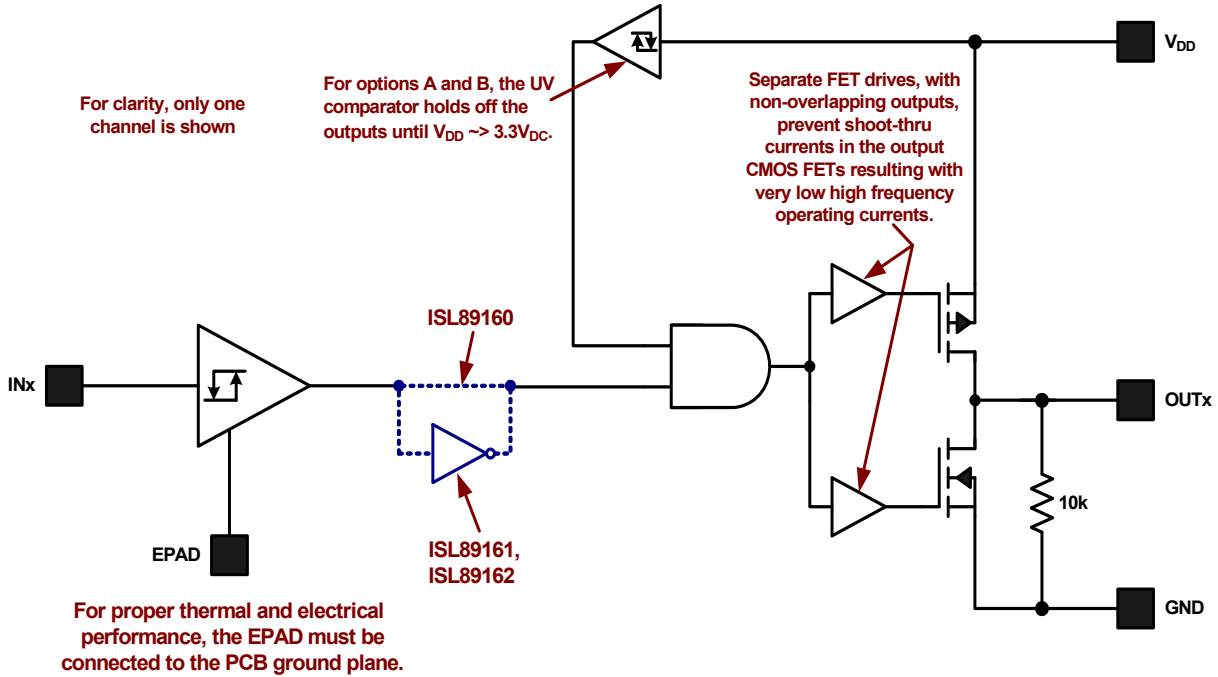 V_DD
For clarity, only one
channel is shown
For options A and B, the UV
comparator holds off the
outputs until V_DD ~> 3.3V_DC.
Separate FET drives, with
non-overlapping outputs,
prevent shoot-thru
currents in the output
CMOS FETs resulting with
very low high frequency
operating currents.
ISL89160
INx
OUTx
10k
EPAD
ISL89161,
ISL89162
GND
For proper thermal and electrical
performance, the EPAD must be
connected to the PCB ground plane.